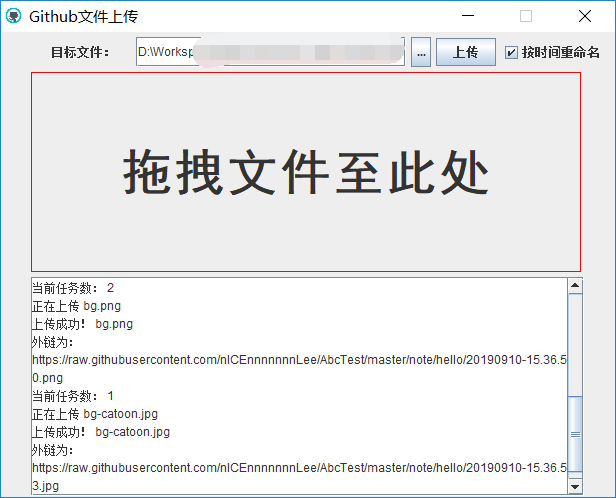 Github文件上传
目标文件： D:\Worksp ... 上传 按时间重命名
拖拽文件至此处
当前任务数： 2
正在上传 bg.png
上传成功！ bg.png
外链为：
https://raw.githubusercontent.com/nICEnnnnnnnLee/AbcTest/master/note/hello/20190910-15.36.5
0.png
当前任务数： 1
正在上传 bg-catoon.jpg
上传成功！ bg-catoon.jpg
外链为：
https://raw.githubusercontent.com/nICEnnnnnnnLee/AbcTest/master/note/hello/20190910-15.36.5
3.jpg